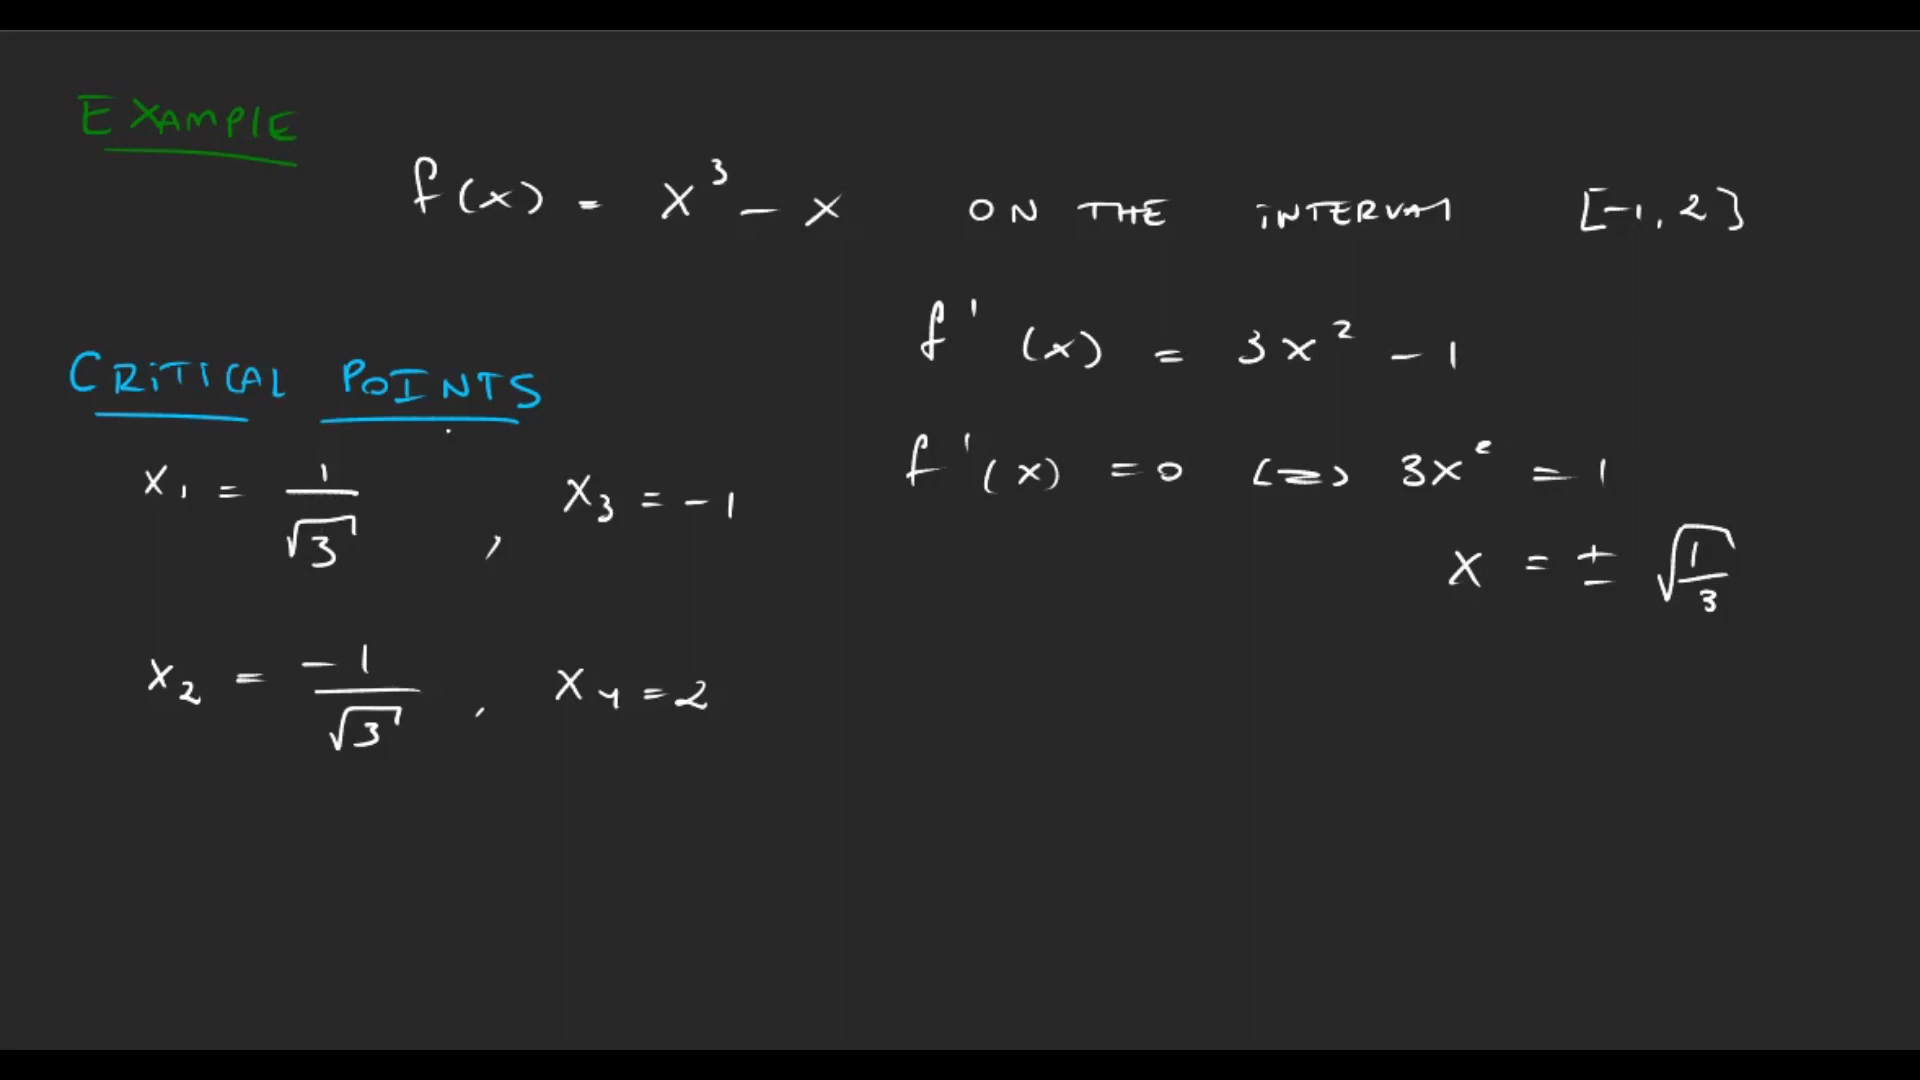 EXAMPLE
f(x) = x³ - x ON THE INTERVAL [-1, 2]
f'(x) = 3x² - 1
CRITICAL POINTS
f'(x) = 0 <=> 3x² = 1
x₁ = 1/√3 , x₃ = -1
x = ± √(1/3)
x₂ = -1/√3 , x₄ = 2